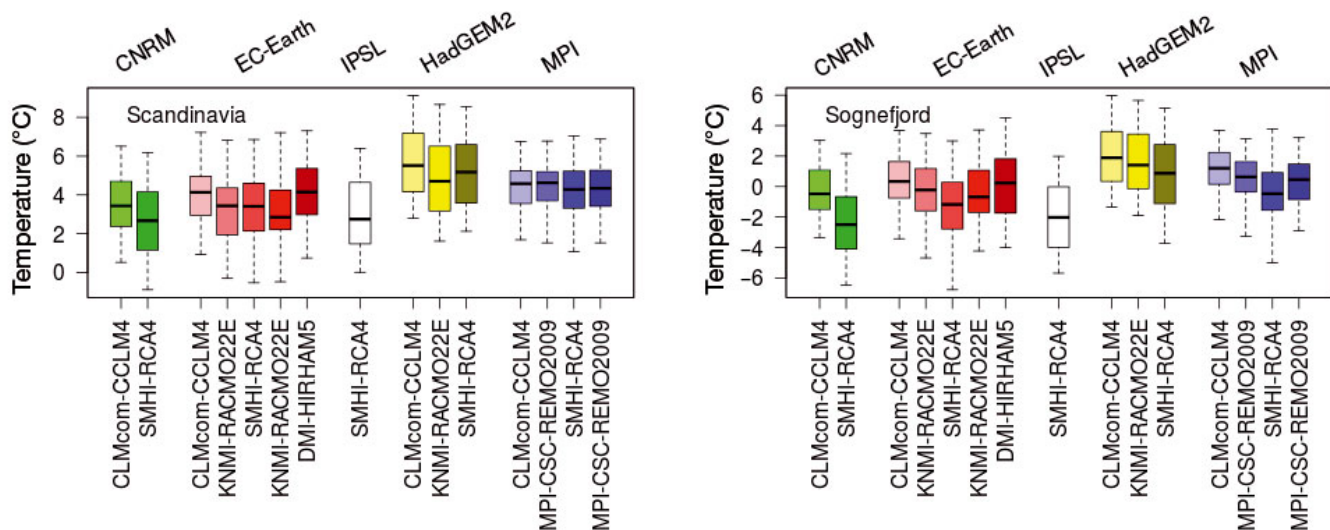 CNRM
EC-Earth
IPSL
HadGEM2
MPI
Temperature (°C)
8
6
4
2
0
Scandinavia
CLMcom-CCLM4
SMHI-RCA4
CLMcom-CCLM4
KNMI-RACMO22E
SMHI-RCA4
KNMI-RACMO22E
DMI-HIRHAM5
SMHI-RCA4
CLMcom-CCLM4
KNMI-RACMO22E
SMHI-RCA4
CLMcom-CCLM4
MPI-CSC-REMO2009
SMHI-RCA4
MPI-CSC-REMO2009
CNRM
EC-Earth
IPSL
HadGEM2
MPI
Temperature (°C)
6
4
2
0
−2
−4
−6
Sognefjord
CLMcom-CCLM4
SMHI-RCA4
CLMcom-CCLM4
KNMI-RACMO22E
SMHI-RCA4
KNMI-RACMO22E
DMI-HIRHAM5
SMHI-RCA4
CLMcom-CCLM4
KNMI-RACMO22E
SMHI-RCA4
CLMcom-CCLM4
MPI-CSC-REMO2009
SMHI-RCA4
MPI-CSC-REMO2009